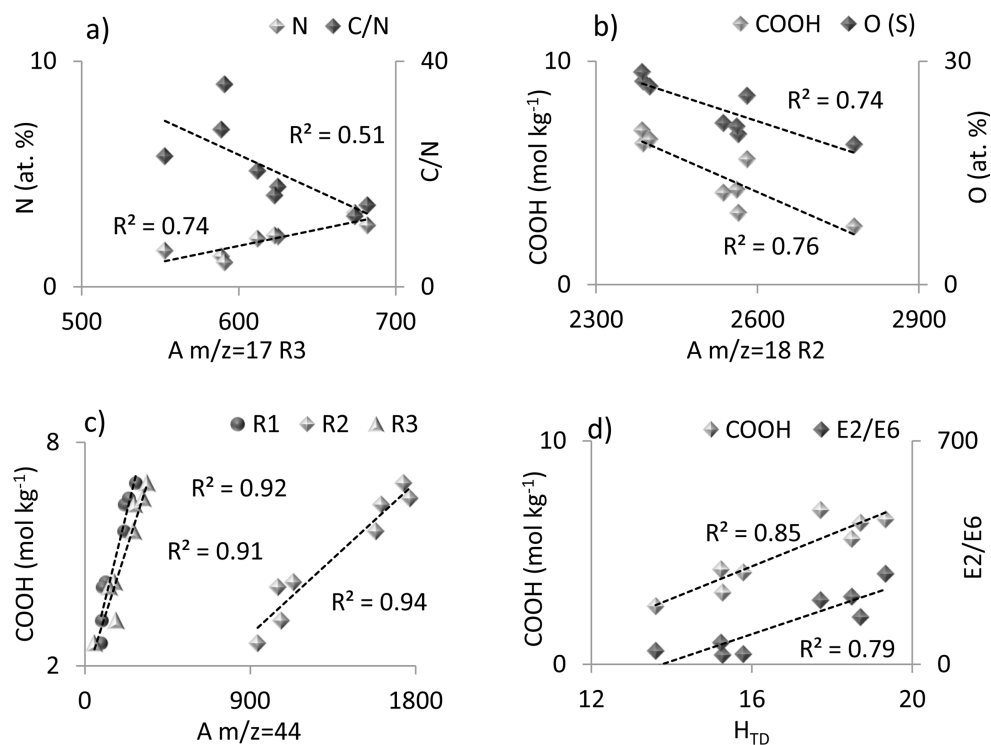 a)
N C/N
10
40
N (at. %)
C/N
R² = 0.51
R² = 0.74
0
0
500 600 700
A m/z=17 R3
b)
COOH O (S)
10
30
COOH (mol kg⁻¹)
O (at. %)
R² = 0.74
R² = 0.76
0
0
2300 2600 2900
A m/z=18 R2
c)
R1 R2 R3
8
COOH (mol kg⁻¹)
R² = 0.92
R² = 0.91
R² = 0.94
2
0 900 1800
A m/z=44
d)
COOH E2/E6
10
700
COOH (mol kg⁻¹)
E2/E6
R² = 0.85
R² = 0.79
0
0
12 16 20
H_TD